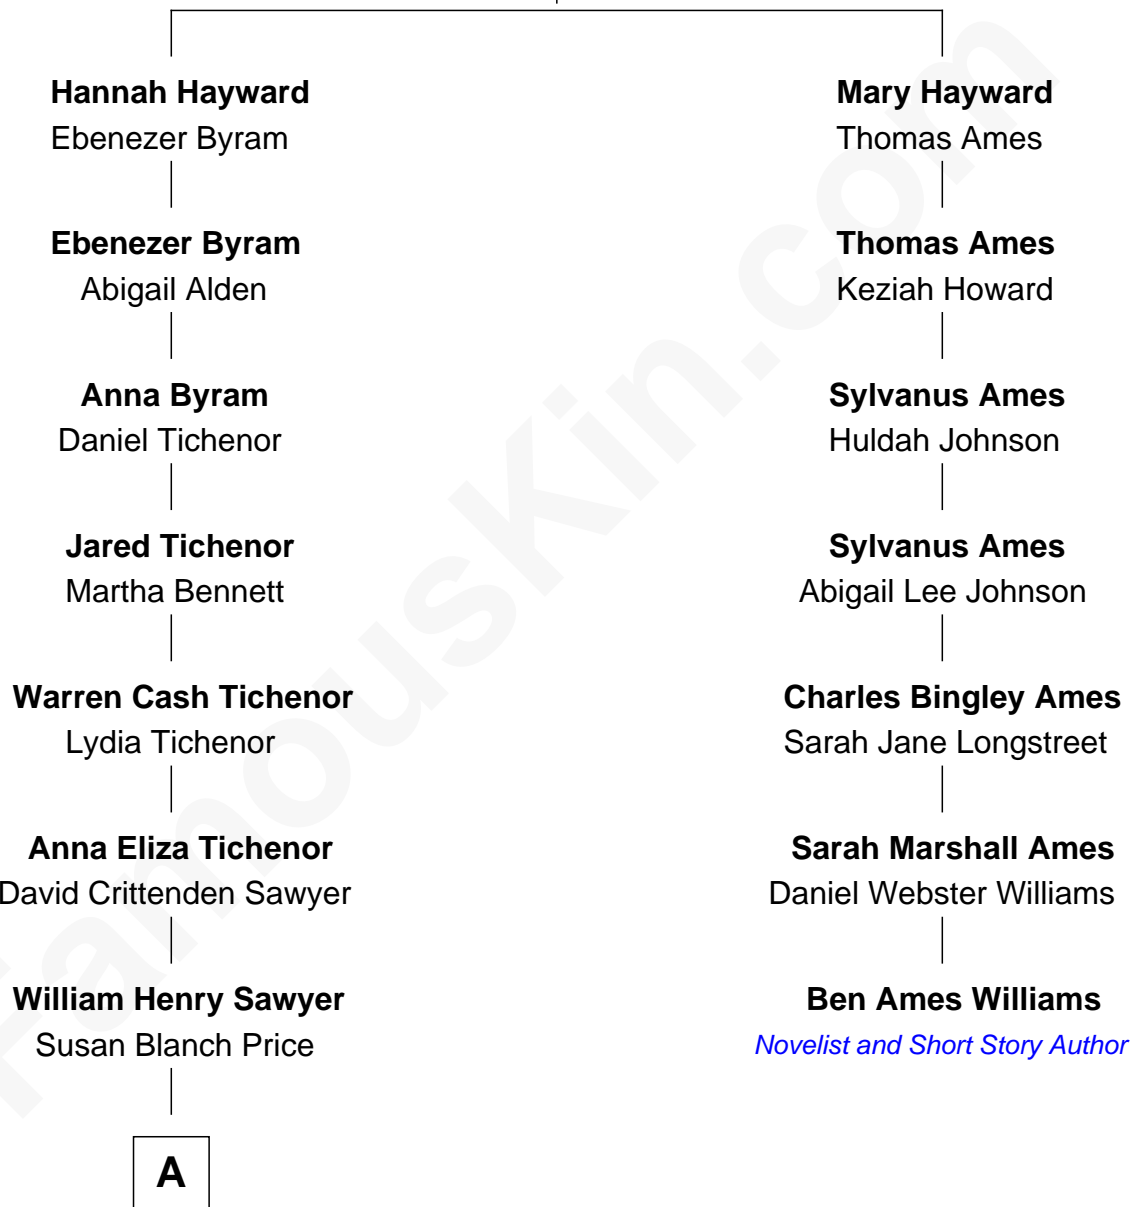 Hannah Hayward
Ebenezer Byram
Ebenezer Byram
Abigail Alden
Anna Byram
Daniel Tichenor
Jared Tichenor
Martha Bennett
Warren Cash Tichenor
Lydia Tichenor
Anna Eliza Tichenor
David Crittenden Sawyer
William Henry Sawyer
Susan Blanch Price
A
Mary Hayward
Thomas Ames
Thomas Ames
Keziah Howard
Sylvanus Ames
Huldah Johnson
Sylvanus Ames
Abigail Lee Johnson
Charles Bingley Ames
Sarah Jane Longstreet
Sarah Marshall Ames
Daniel Webster Williams
Ben Ames Williams
Novelist and Short Story Author
FamousKin.com